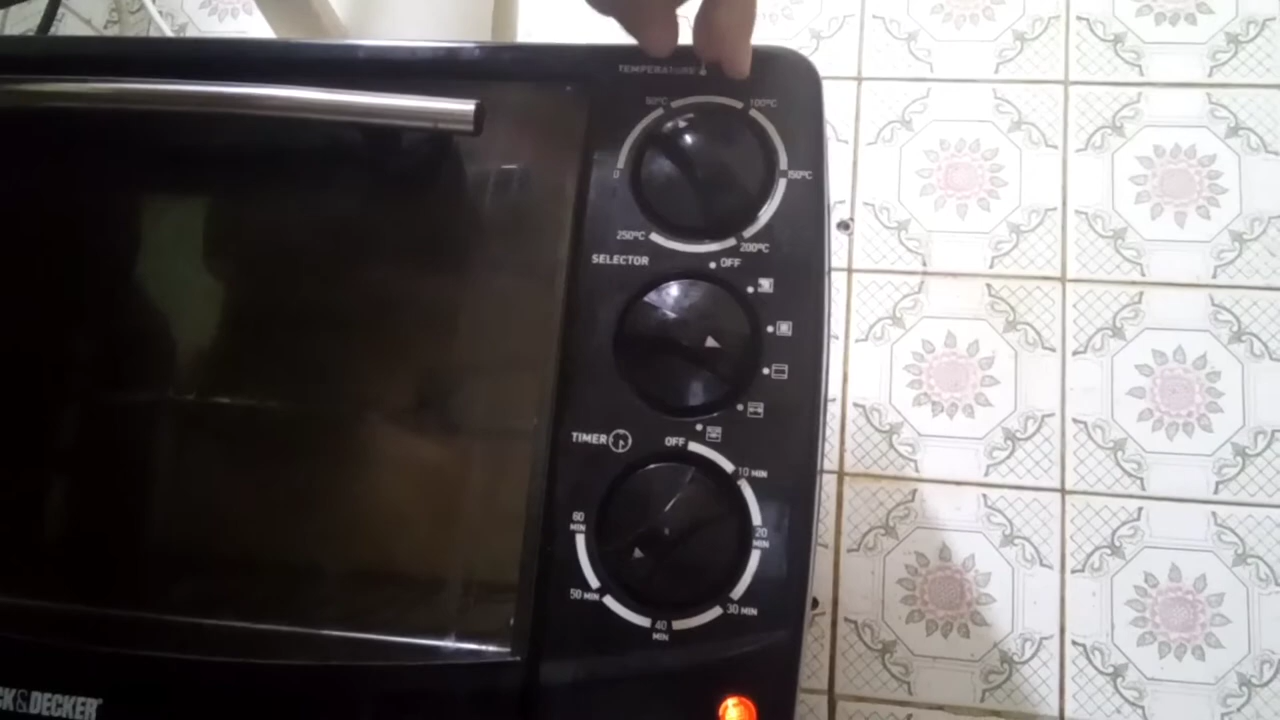 TEMPERATURE
50°C
100°C
0
150°C
250°C
200°C
SELECTOR
OFF
TIMER
OFF
10 MIN
60
MIN
20
MIN
50 MIN
30 MIN
40
MIN
CK&DECKER